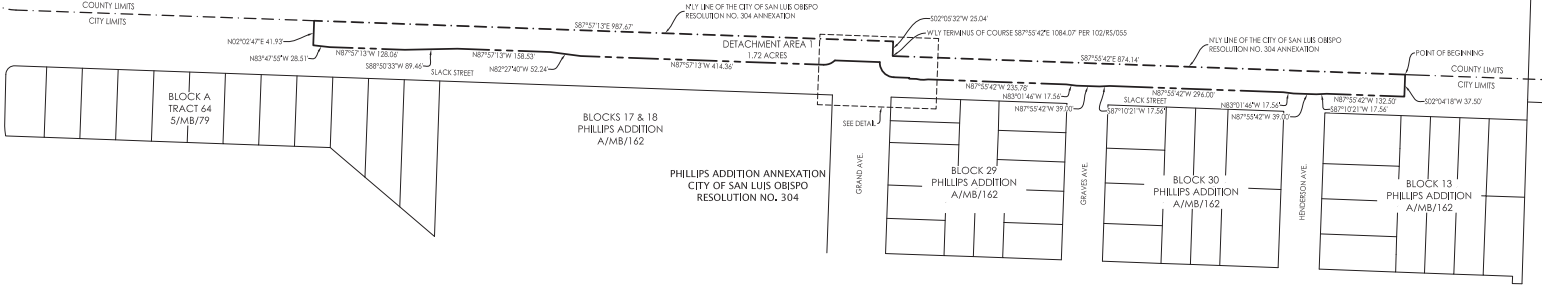 COUNTY LIMITS
CITY LIMITS
N02°02'47"E 41.93'
N83°47'55"W 28.51'
N87°57'13"W 128.06'
S88°50'33"W 89.46'
N87°57'13"W 158.53'
N82°27'40"W 52.24'
SLACK STREET
S87°57'13"E 987.67'
N'LY LINE OF THE CITY OF SAN LUIS OBISPO
RESOLUTION NO. 304 ANNEXATION
DETACHMENT AREA 1
1.72 ACRES
N87°57'13"W 414.36'
S02°05'32"W 25.04'
W'LY TERMINUS OF COURSE S87°55'42"E 1084.07' PER 102/RS/055
S87°55'42"E 874.14'
N'LY LINE OF THE CITY OF SAN LUIS OBISPO
RESOLUTION NO. 304 ANNEXATION
POINT OF BEGINNING
COUNTY LIMITS
CITY LIMITS
S02°04'18"W 37.50'
N87°55'42"W 235.78'
N83°01'46"W 17.56'
N87°55'42"W 39.00'
S87°10'21"W 17.56'
SLACK STREET
N87°55'42"W 296.00'
N83°01'46"W 17.56'
N87°55'42"W 39.00'
S87°10'21"W 17.56'
N87°55'42"W 132.50'
SEE DETAIL
BLOCK A
TRACT 64
5/MB/79
BLOCKS 17 & 18
PHILLIPS ADDITION
A/MB/162
PHILLIPS ADDITION ANNEXATION
CITY OF SAN LUIS OBISPO
RESOLUTION NO. 304
GRAND AVE.
BLOCK 29
PHILLIPS ADDITION
A/MB/162
GRAVES AVE.
BLOCK 30
PHILLIPS ADDITION
A/MB/162
HENDERSON AVE.
BLOCK 13
PHILLIPS ADDITION
A/MB/162